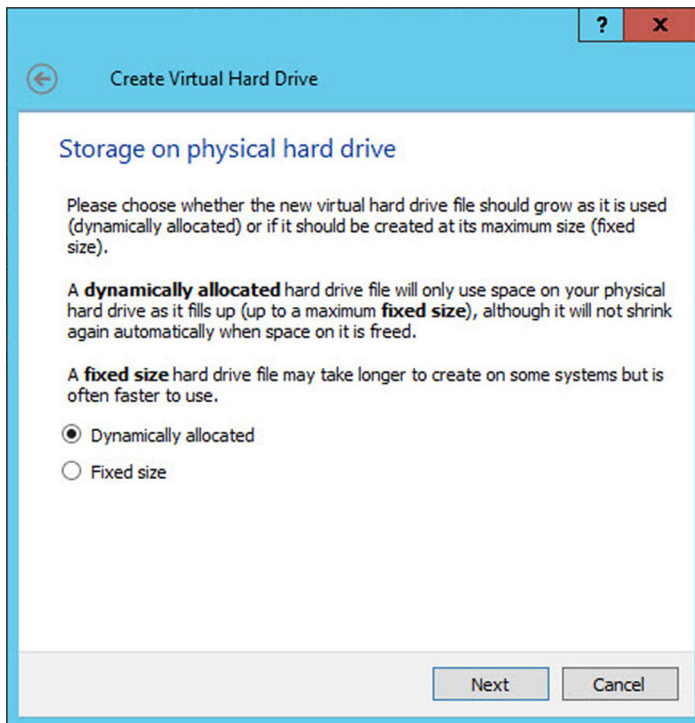 ?
x
Create Virtual Hard Drive
Storage on physical hard drive
Please choose whether the new virtual hard drive file should grow as it is used
(dynamically allocated) or if it should be created at its maximum size (fixed
size).
A dynamically allocated hard drive file will only use space on your physical
hard drive as it fills up (up to a maximum fixed size), although it will not shrink
again automatically when space on it is freed.
A fixed size hard drive file may take longer to create on some systems but is
often faster to use.
Dynamically allocated
Fixed size
Next
Cancel